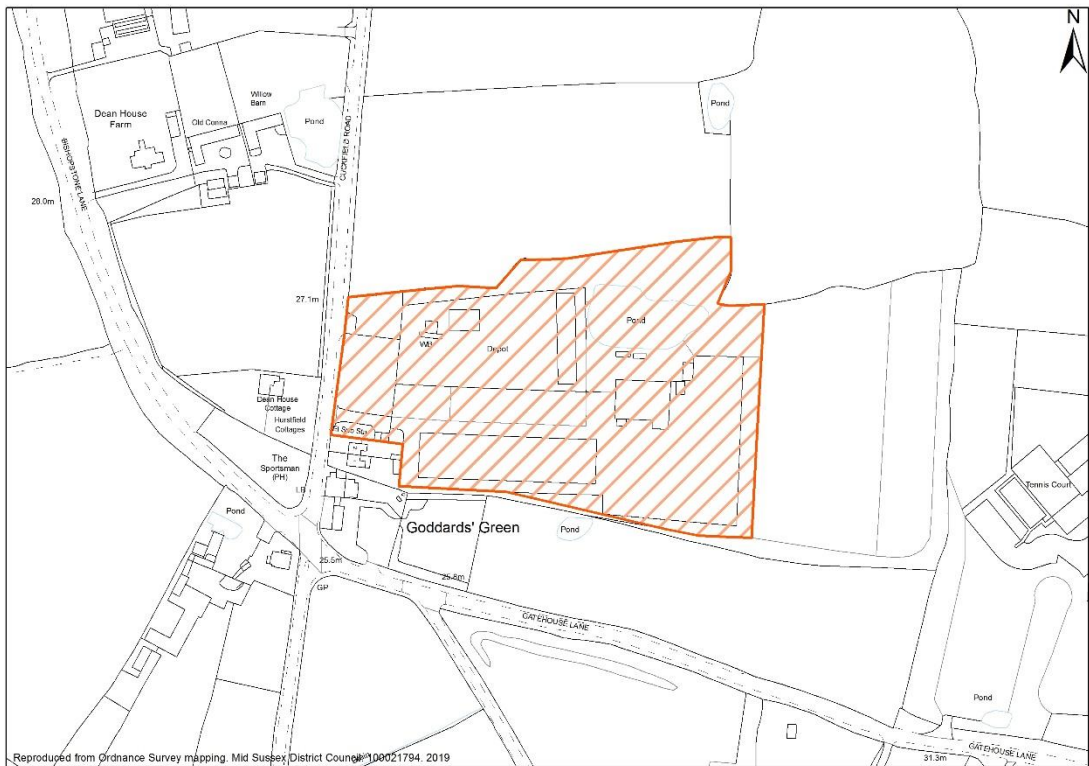 N
Dean House
Farm
Old Conna
Willow
Barn
Pond
Pond
BISHOPSTONE LANE
CUCKFIELD ROAD
28.0m
27.1m
Pond
WB
Depot
Dean House
Cottage
Hurstfield
Cottages
El Sub Sta
The
Sportsman
(PH)
LB
Tennis Court
Pond
Goddards' Green
Pond
25.5m
25.8m
GP
GATEHOUSE LANE
Pond
GATEHOUSE LANE
31.3m
Reproduced from Ordnance Survey mapping. Mid Sussex District Council. 100021794. 2019